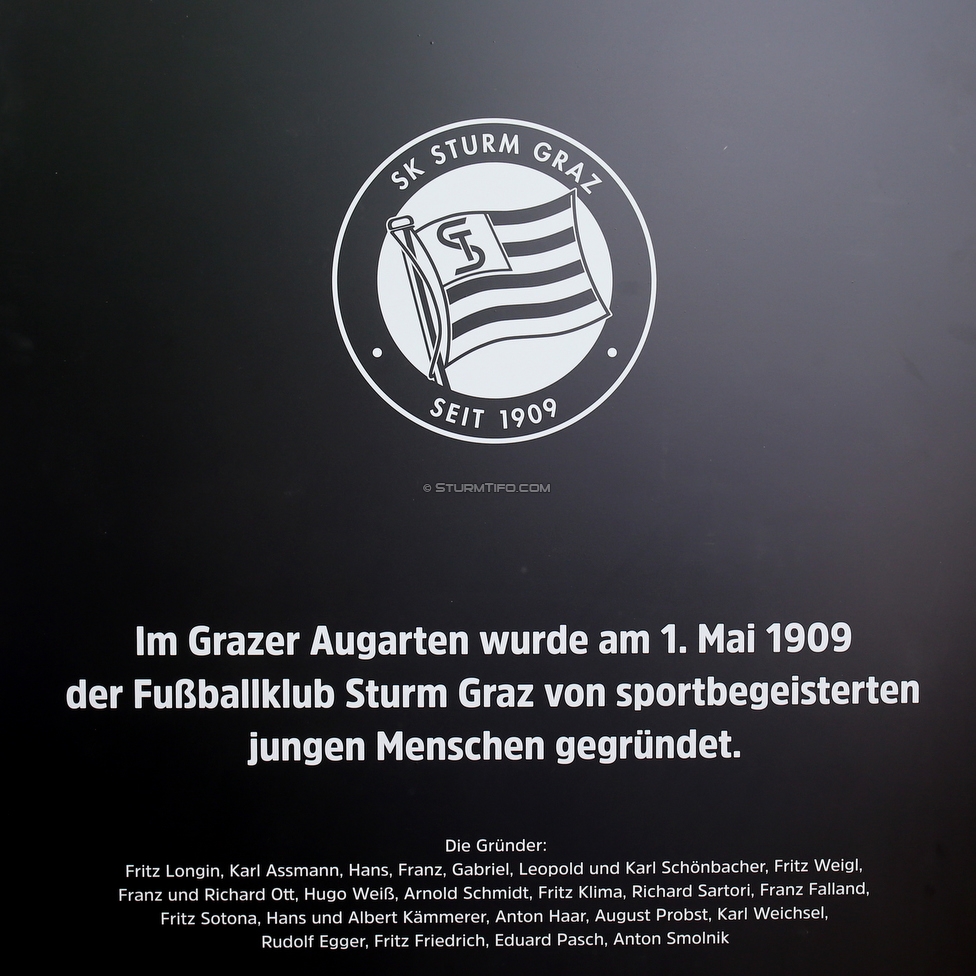 SK STURM GRAZ
STS
SEIT 1909
© STURMTIFO.COM
Im Grazer Augarten wurde am 1. Mai 1909
der Fußballklub Sturm Graz von sportbegeisterten
jungen Menschen gegründet.
Die Gründer:
Fritz Longin, Karl Assmann, Hans, Franz, Gabriel, Leopold und Karl Schönbacher, Fritz Weigl,
Franz und Richard Ott, Hugo Weiß, Arnold Schmidt, Fritz Klima, Richard Sartori, Franz Falland,
Fritz Sotona, Hans und Albert Kämmerer, Anton Haar, August Probst, Karl Weichsel,
Rudolf Egger, Fritz Friedrich, Eduard Pasch, Anton Smolnik